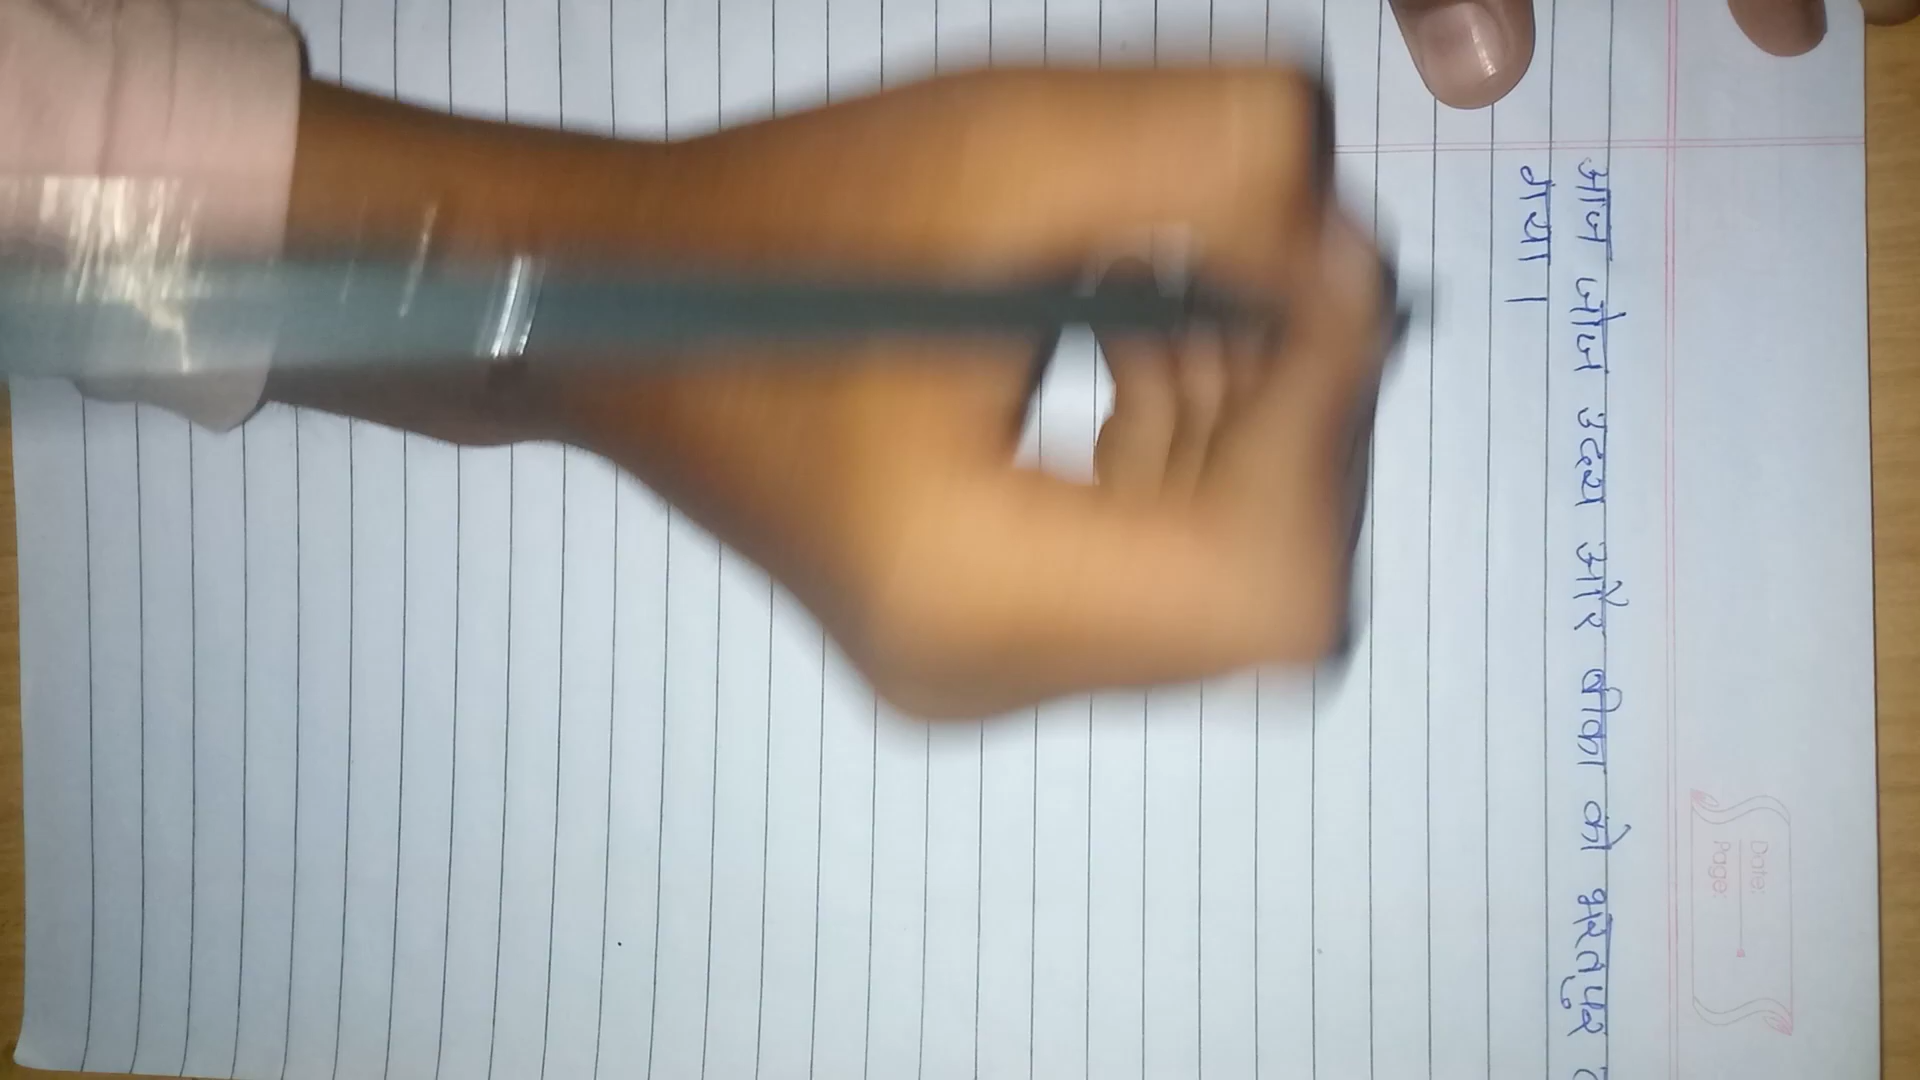 आज जोज उदय और वीका को भरतपुर
गया।
Date:
Page: